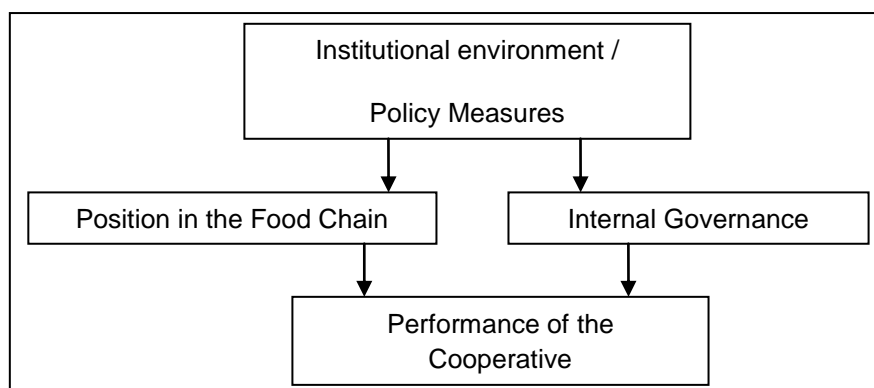 Institutional environment /
Policy Measures
Position in the Food Chain
Internal Governance
Performance of the
Cooperative